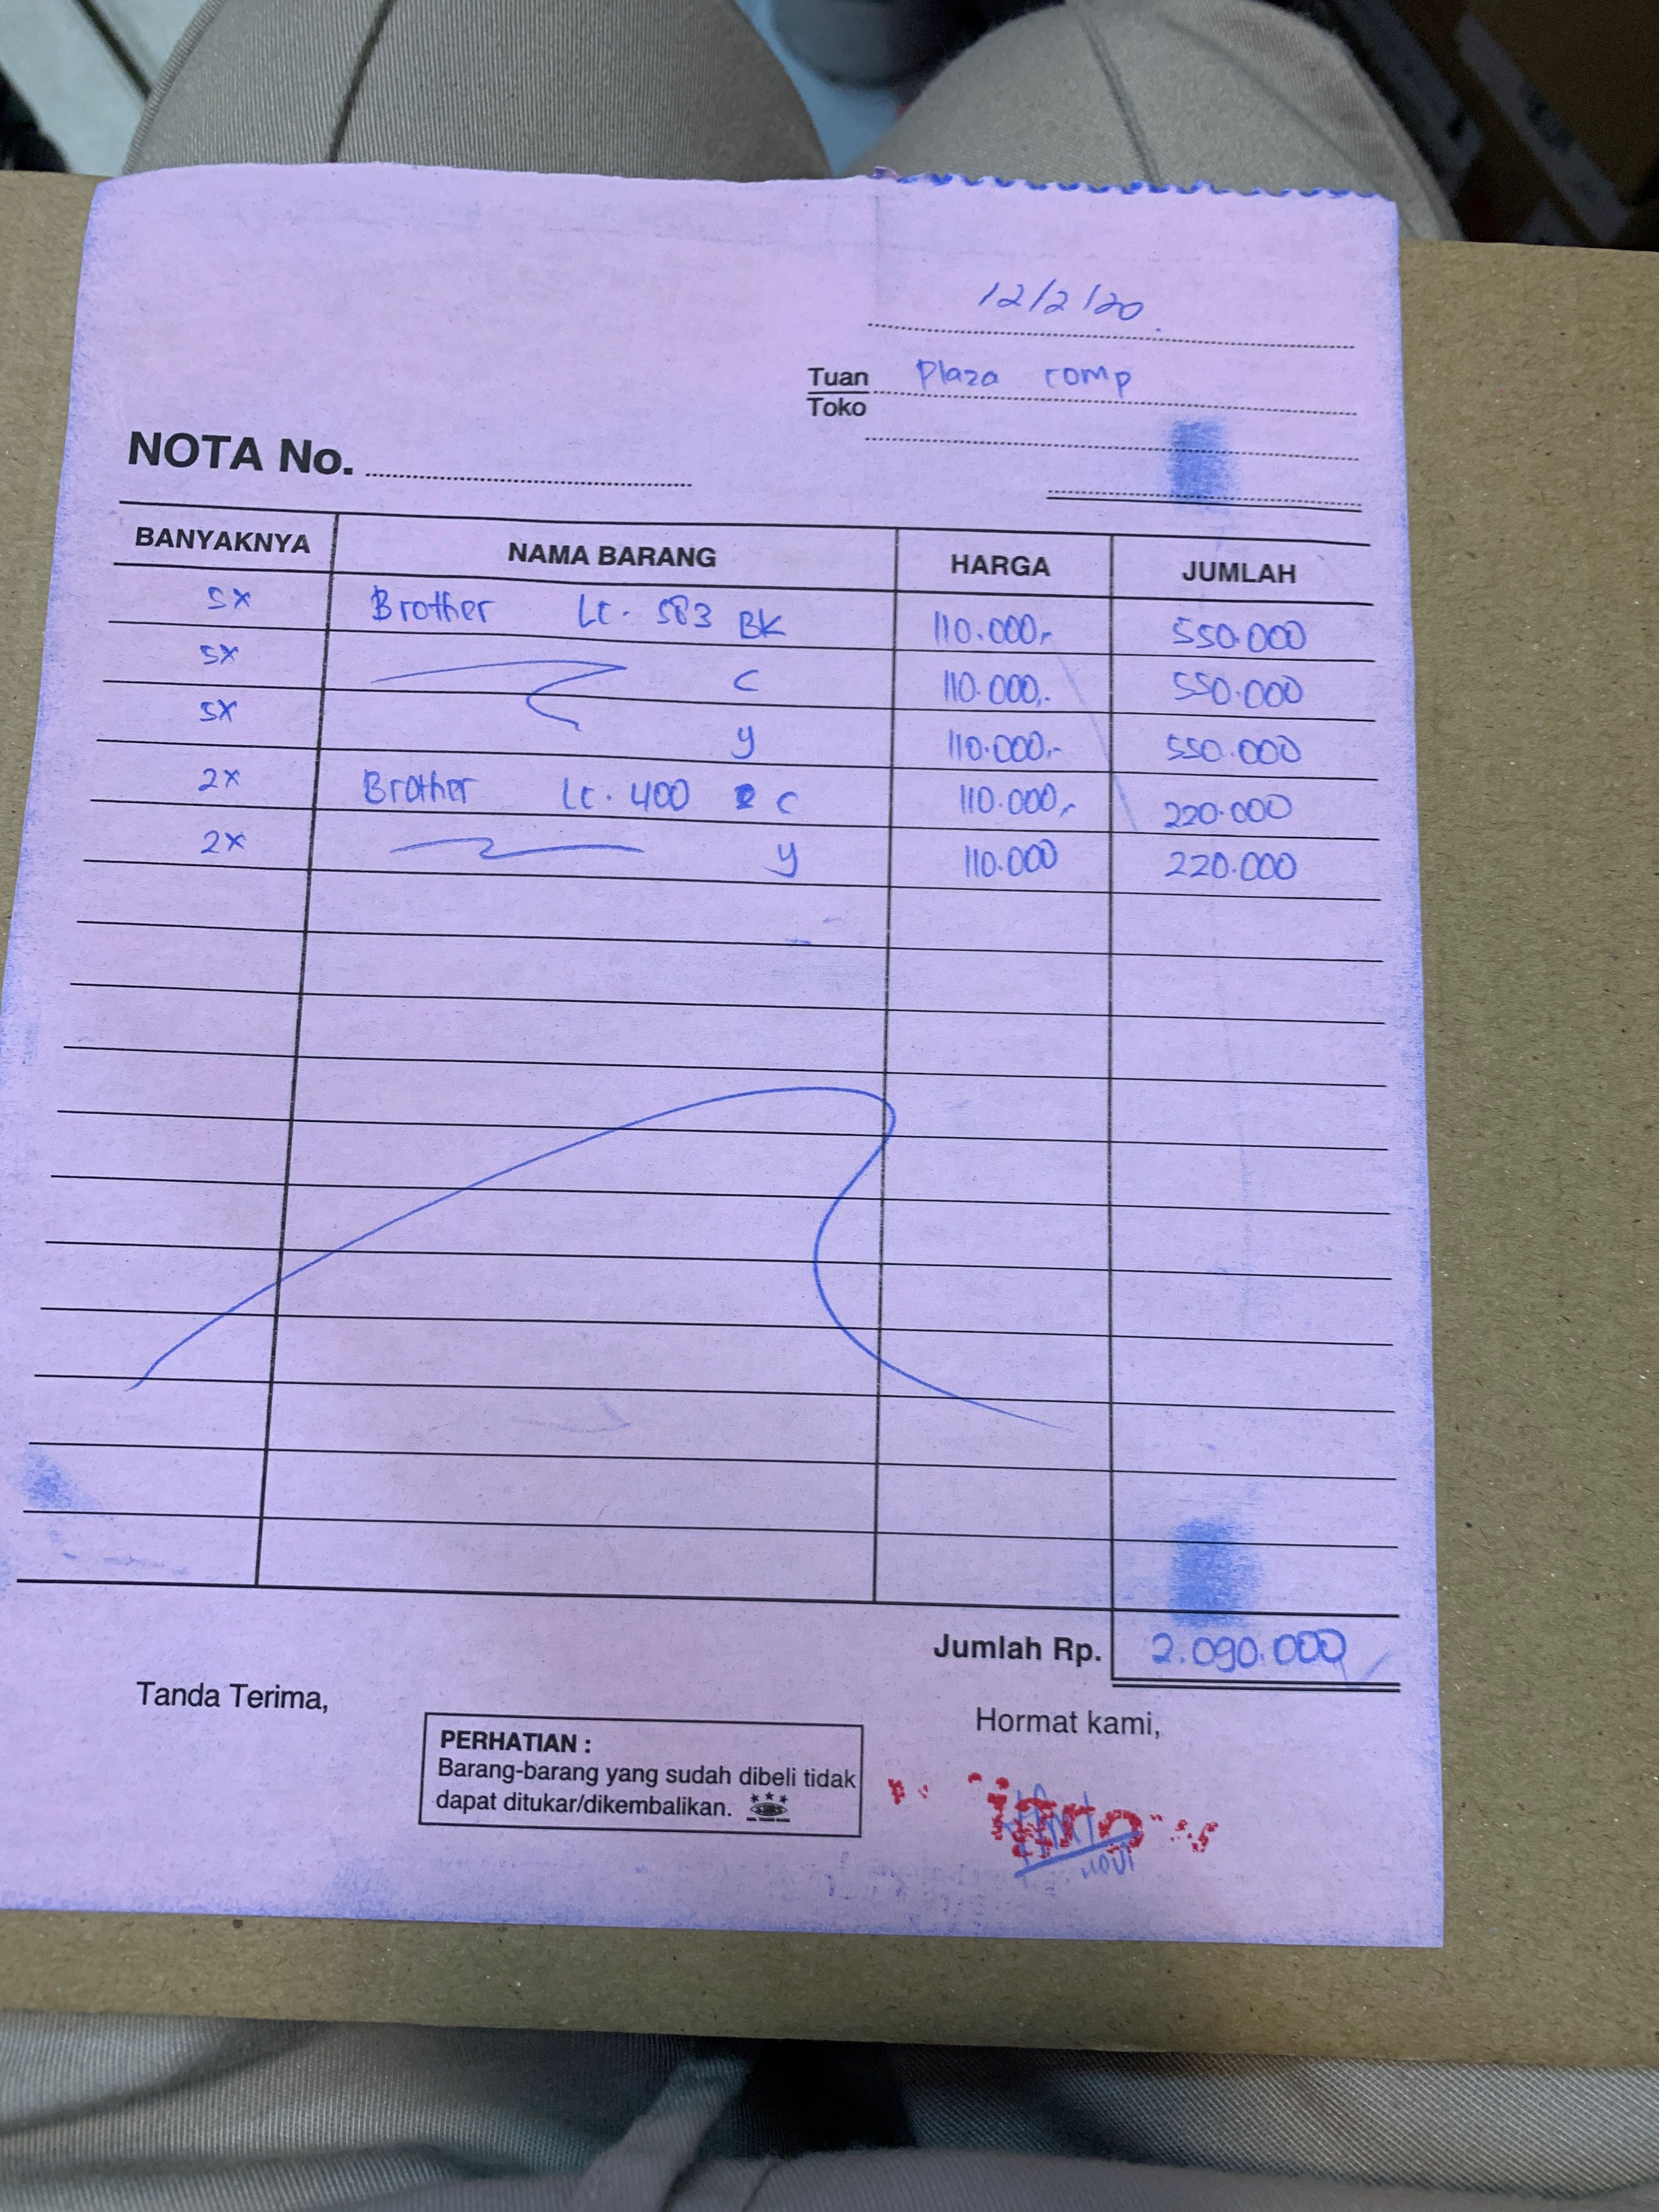 12/2/20.
Tuan Plaza comp
Toko
NOTA No.
BANYAKNYA NAMA BARANG HARGA JUMLAH
5X Brother LC. 583 BK 110.000,- 550.000
5X C 110.000,- 550.000
5X y 110.000,- 550.000
2X Brother LC. 400 C 110.000,- 220.000
2X y 110.000 220.000
Jumlah Rp. 2.090.000
Tanda Terima,
Hormat kami,
PERHATIAN :
Barang-barang yang sudah dibeli tidak
dapat ditukar/dikembalikan.